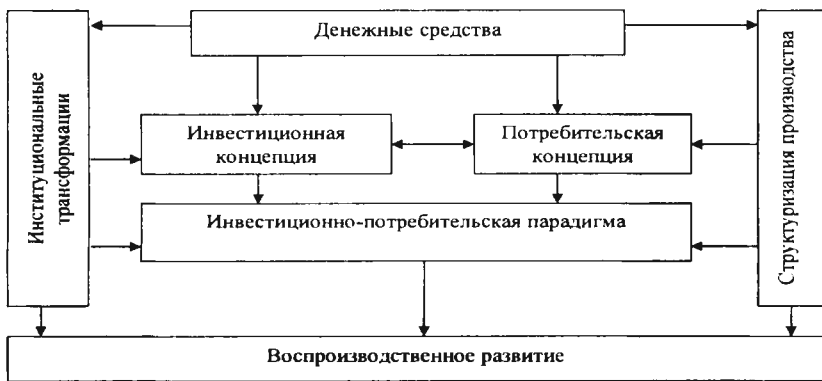 Денежные средства
Институциональные
трансформации
Структуризация производства
Инвестиционная
концепция
Потребительская
концепция
Инвестиционно-потребительская парадигма
Воспроизводственное развитие